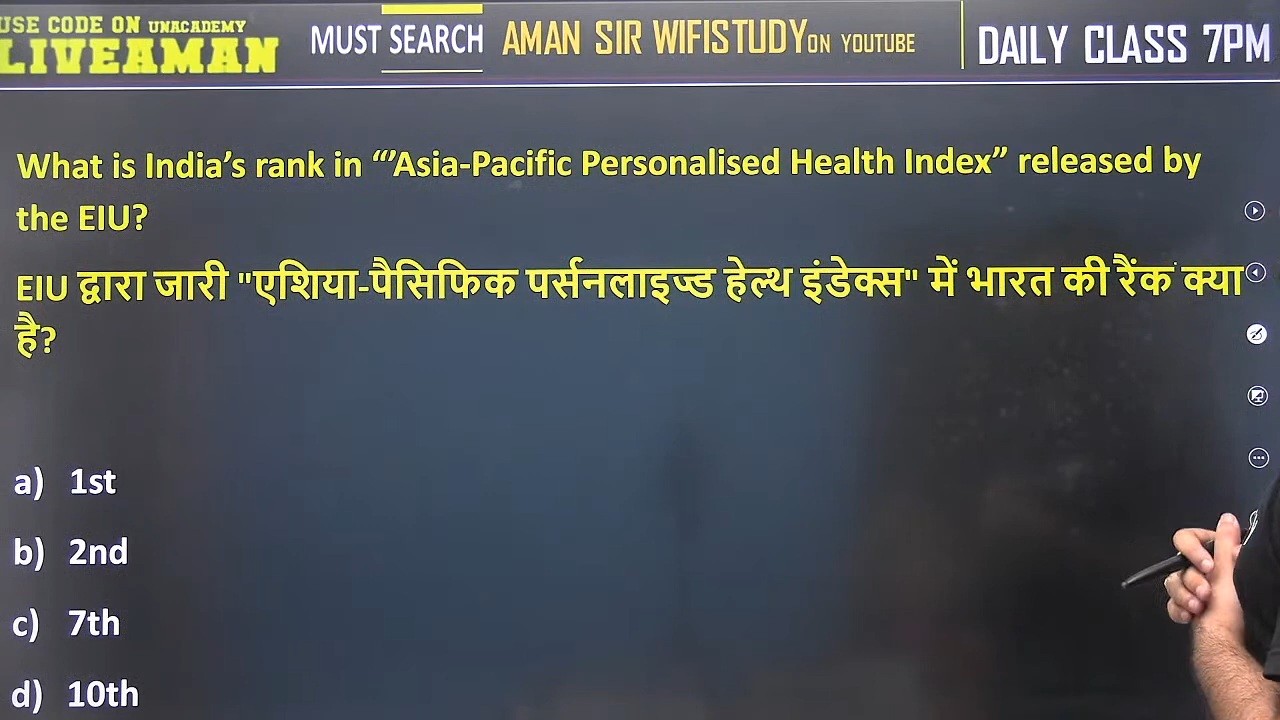 USE CODE ON UNACADEMY
LIVEAMAN
MUST SEARCH AMAN SIR WIFISTUDY ON YOUTUBE
DAILY CLASS 7PM
What is India’s rank in “’Asia-Pacific Personalised Health Index” released by
the EIU?
EIU द्वारा जारी "एशिया-पैसिफिक पर्सनलाइज्ड हेल्थ इंडेक्स" में भारत की रैंक क्या
है?
a) 1st
b) 2nd
c) 7th
d) 10th